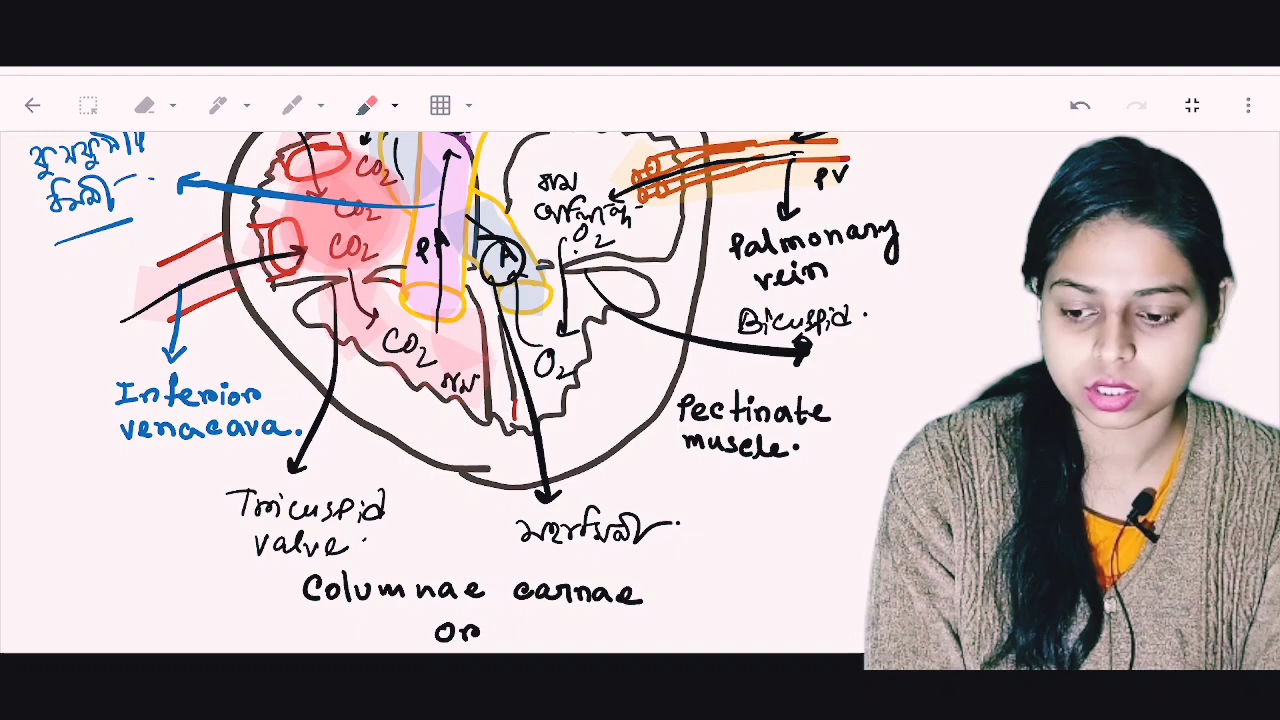 ফুসফুসীয়
ধমনী
CO2
CO2
CO2
PA
CO2
বাম
অলিন্দ
O2
A
O2
PV
Palmonary
vein
Bicuspid.
Pectinate
muscle.
Inferior
venacava.
Tricuspid
valve.
মহাধমনী.
Columnae carnae
or